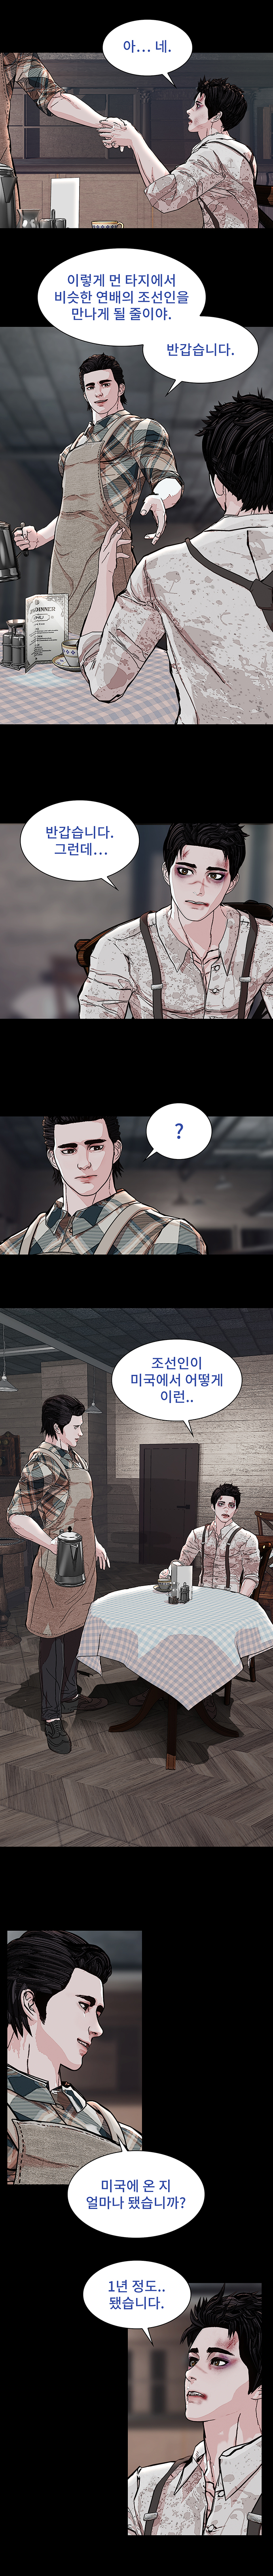 아... 네.
이렇게 먼 타지에서
비슷한 연배의 조선인을
만나게 될 줄이야.
반갑습니다.
DINNER
MENU
반갑습니다.
그런데...
?
조선인이
미국에서 어떻게
이런..
미국에 온 지
얼마나 됐습니까?
1년 정도..
됐습니다.